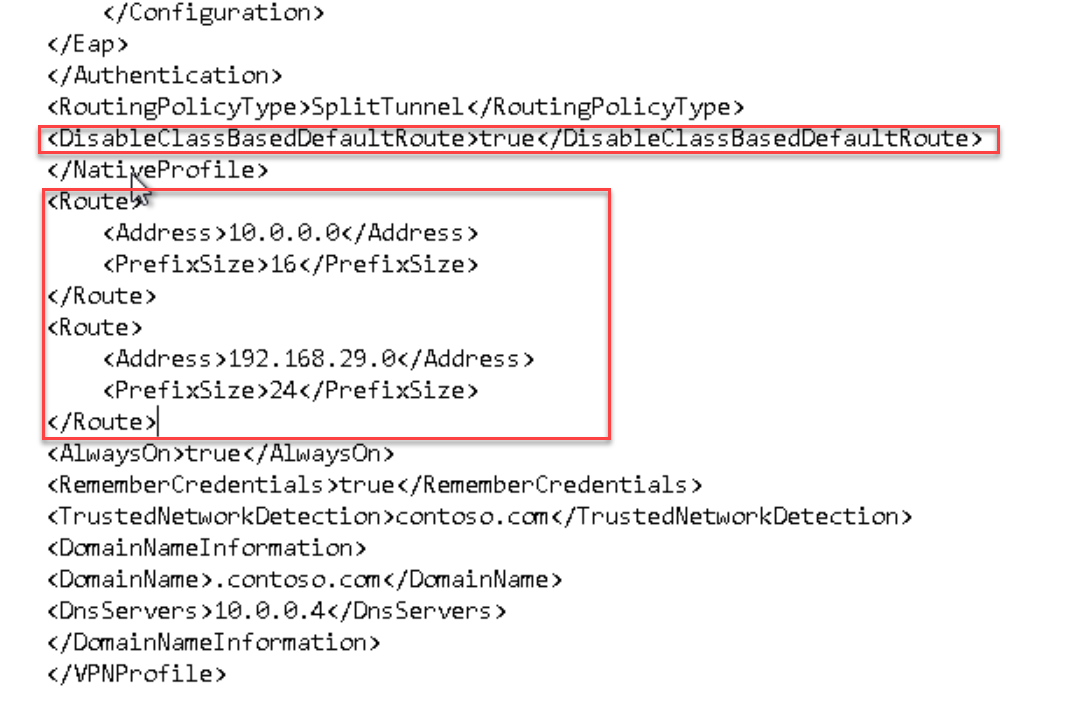 </Configuration>
</Eap>
</Authentication>
<RoutingPolicyType>SplitTunnel</RoutingPolicyType>
<DisableClassBasedDefaultRoute>true</DisableClassBasedDefaultRoute>
</NativeProfile>
<Route>
<Address>10.0.0.0</Address>
<PrefixSize>16</PrefixSize>
</Route>
<Route>
<Address>192.168.29.0</Address>
<PrefixSize>24</PrefixSize>
</Route>
<AlwaysOn>true</AlwaysOn>
<RememberCredentials>true</RememberCredentials>
<TrustedNetworkDetection>contoso.com</TrustedNetworkDetection>
<DomainNameInformation>
<DomainName>.contoso.com</DomainName>
<DnsServers>10.0.0.4</DnsServers>
</DomainNameInformation>
</VPNProfile>